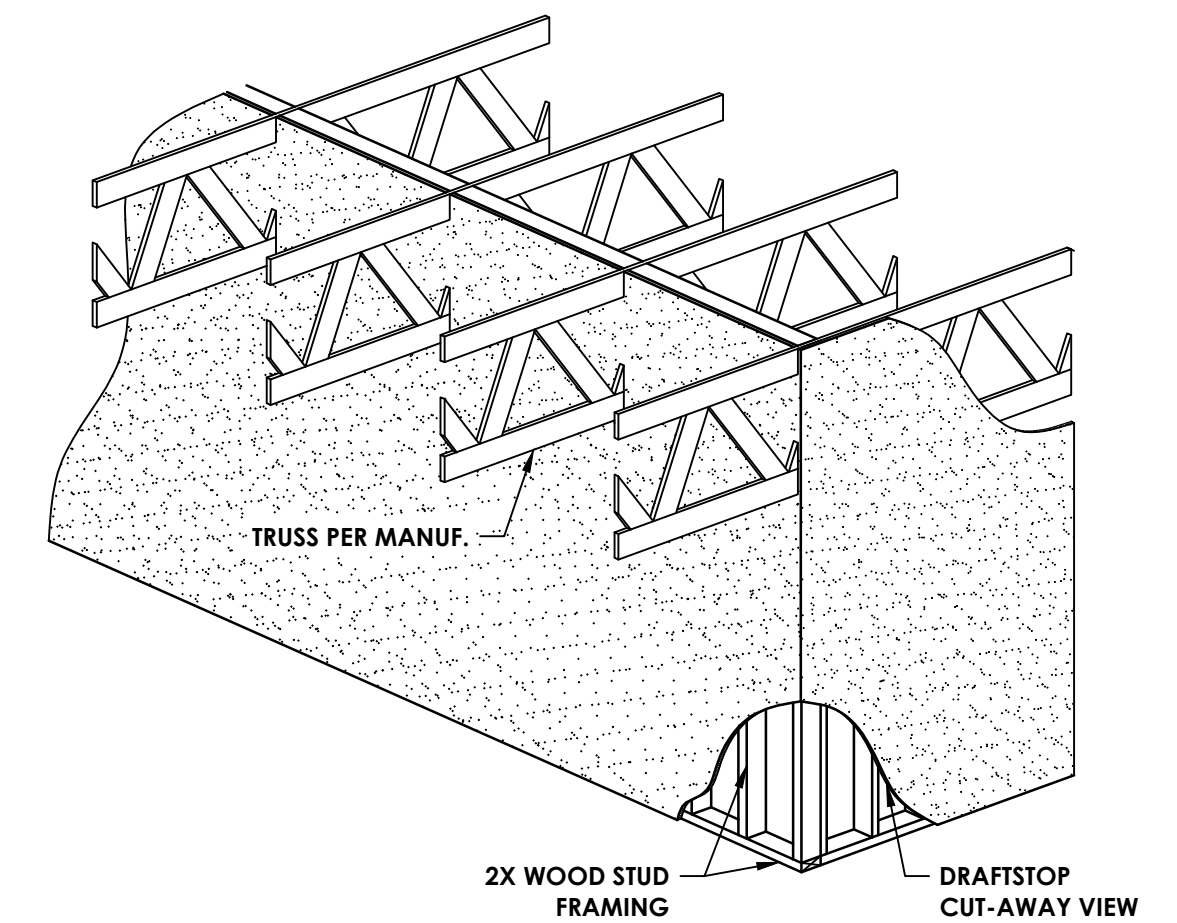 TRUSS PER MANUF.
2X WOOD STUD
FRAMING
DRAFTSTOP
CUT-AWAY VIEW